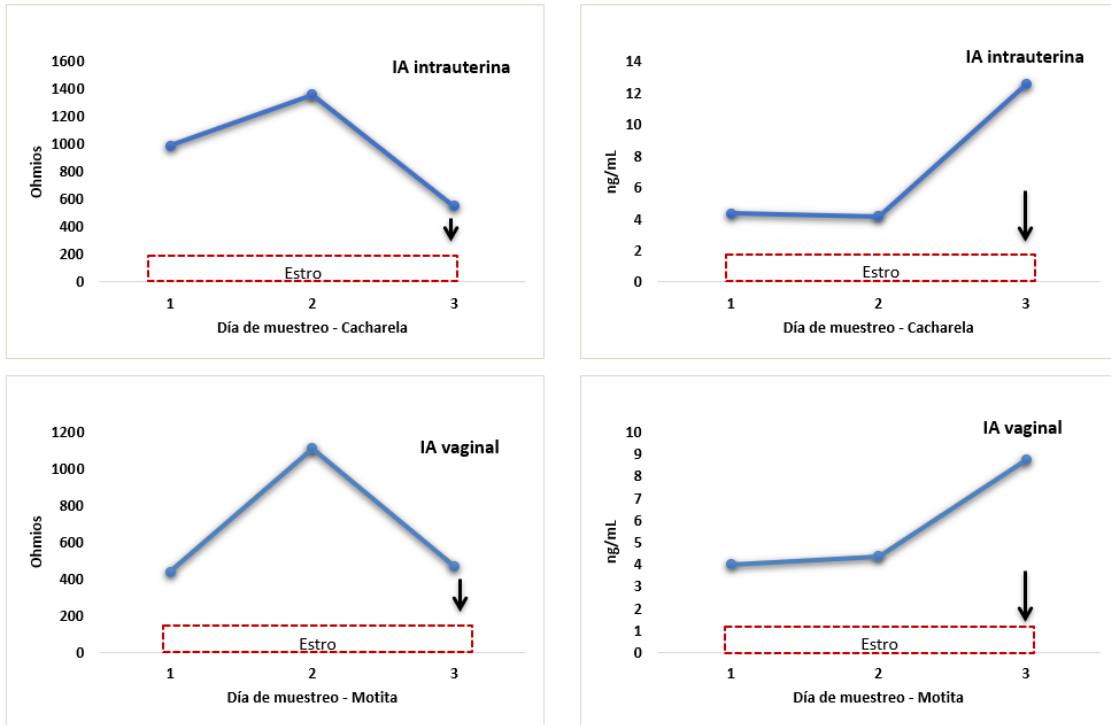 IA intrauterina
1600
1400
1200
1000
800
600
400
200
0
Ohmios
Estro
1 2 3
Día de muestreo - Cacharela
IA intrauterina
14
12
10
8
6
4
2
0
ng/mL
Estro
1 2 3
Día de muestreo - Cacharela
IA vaginal
1200
1000
800
600
400
200
0
Ohmios
Estro
1 2 3
Día de muestreo - Motita
IA vaginal
10
9
8
7
6
5
4
3
2
1
0
ng/mL
Estro
1 2 3
Día de muestreo - Motita